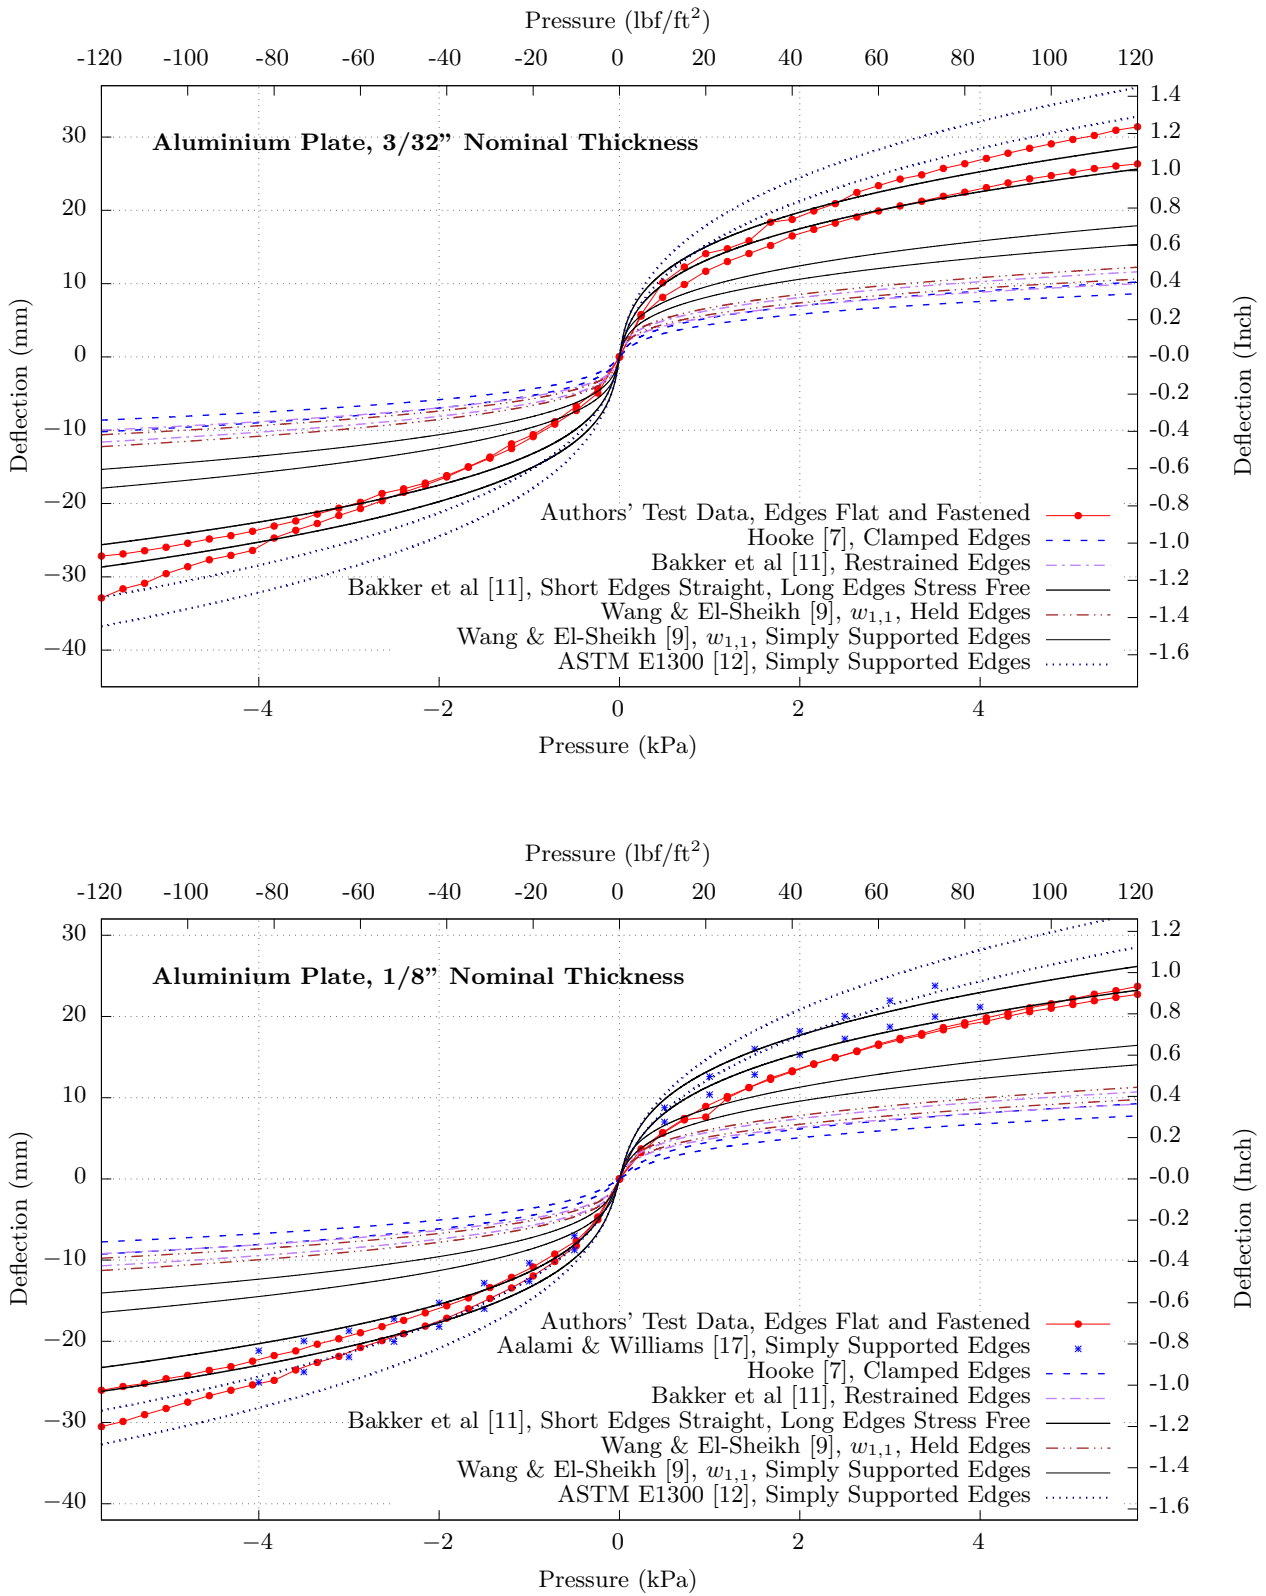 Pressure (lbf/ft2)
-120 -100 -80 -60 -40 -20 0 20 40 60 80 100 120
Aluminium Plate, 3/32” Nominal Thickness
30
20
10
0
−10
−20
−30
−40
Deflection (mm)
1.4
1.2
1.0
0.8
0.6
0.4
0.2
-0.0
-0.2
-0.4
-0.6
-0.8
-1.0
-1.2
-1.4
-1.6
Deflection (Inch)
Authors’ Test Data, Edges Flat and Fastened
Hooke [7], Clamped Edges
Bakker et al [11], Restrained Edges
Bakker et al [11], Short Edges Straight, Long Edges Stress Free
Wang & El-Sheikh [9], w1,1, Held Edges
Wang & El-Sheikh [9], w1,1, Simply Supported Edges
ASTM E1300 [12], Simply Supported Edges
−4 −2 0 2 4
Pressure (kPa)
Pressure (lbf/ft2)
-120 -100 -80 -60 -40 -20 0 20 40 60 80 100 120
Aluminium Plate, 1/8” Nominal Thickness
30
20
10
0
−10
−20
−30
−40
Deflection (mm)
1.2
1.0
0.8
0.6
0.4
0.2
-0.0
-0.2
-0.4
-0.6
-0.8
-1.0
-1.2
-1.4
-1.6
Deflection (Inch)
Authors’ Test Data, Edges Flat and Fastened
Aalami & Williams [17], Simply Supported Edges
Hooke [7], Clamped Edges
Bakker et al [11], Restrained Edges
Bakker et al [11], Short Edges Straight, Long Edges Stress Free
Wang & El-Sheikh [9], w1,1, Held Edges
Wang & El-Sheikh [9], w1,1, Simply Supported Edges
ASTM E1300 [12], Simply Supported Edges
−4 −2 0 2 4
Pressure (kPa)